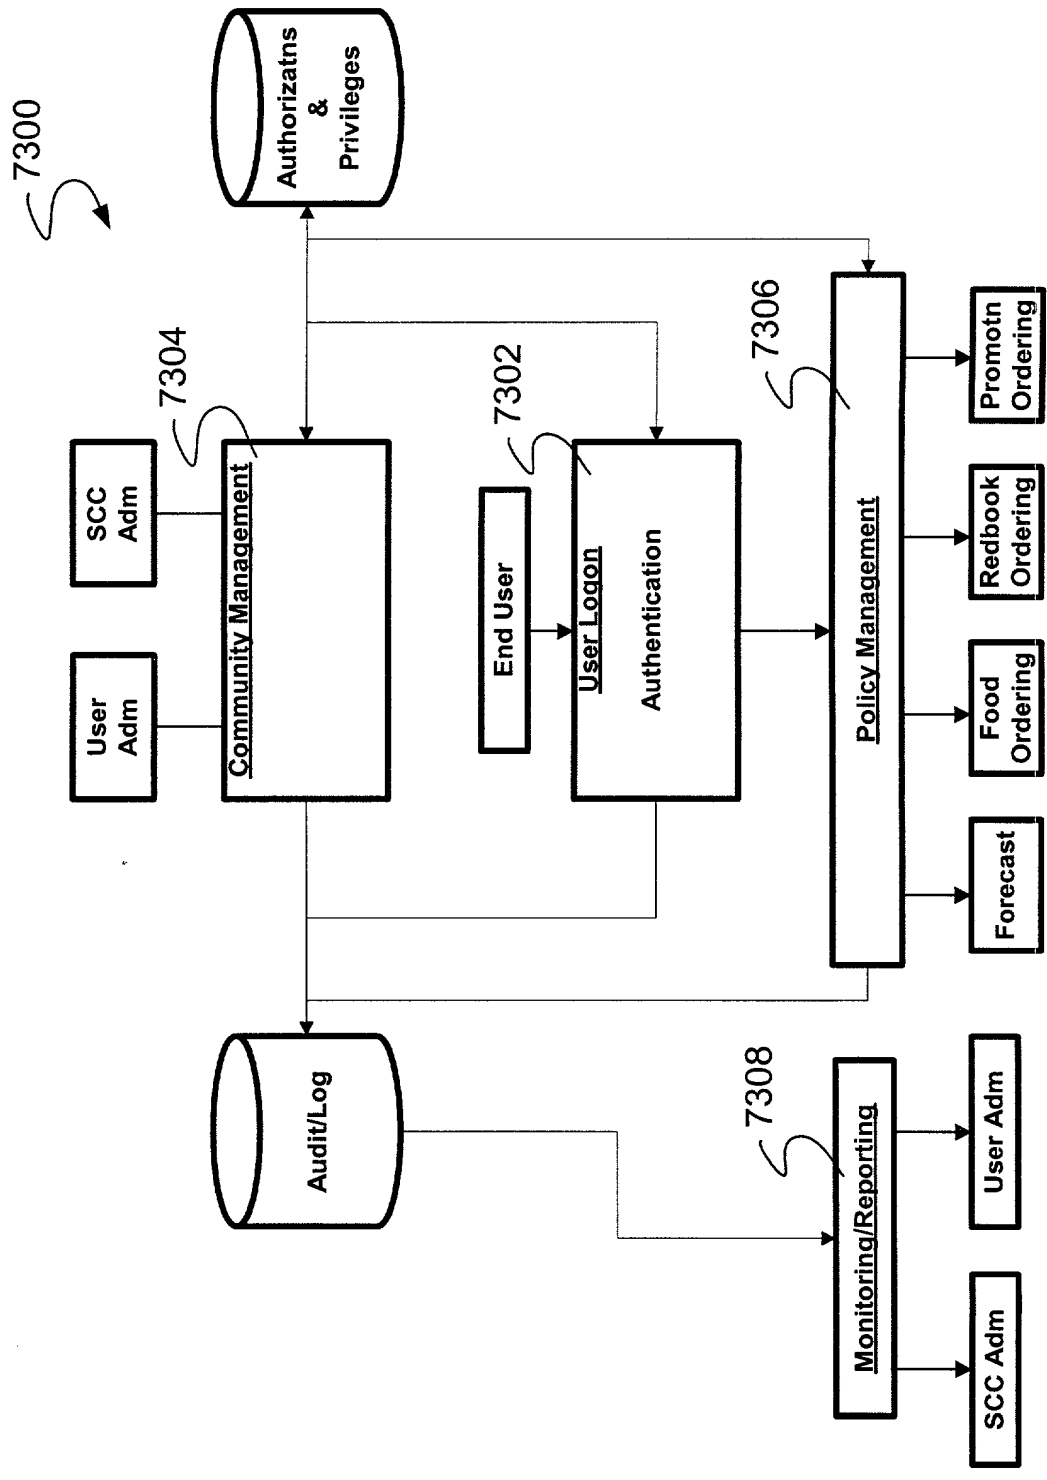 7300
User
Adm
SCC
Adm
7304
Community Management
Audit/Log
Authorizatns
&
Privileges
End User
7302
User Logon
Authentication
7308
Monitoring/Reporting
7306
Policy Management
SCC Adm
User Adm
Forecast
Food
Ordering
Redbook
Ordering
Promotn
Ordering